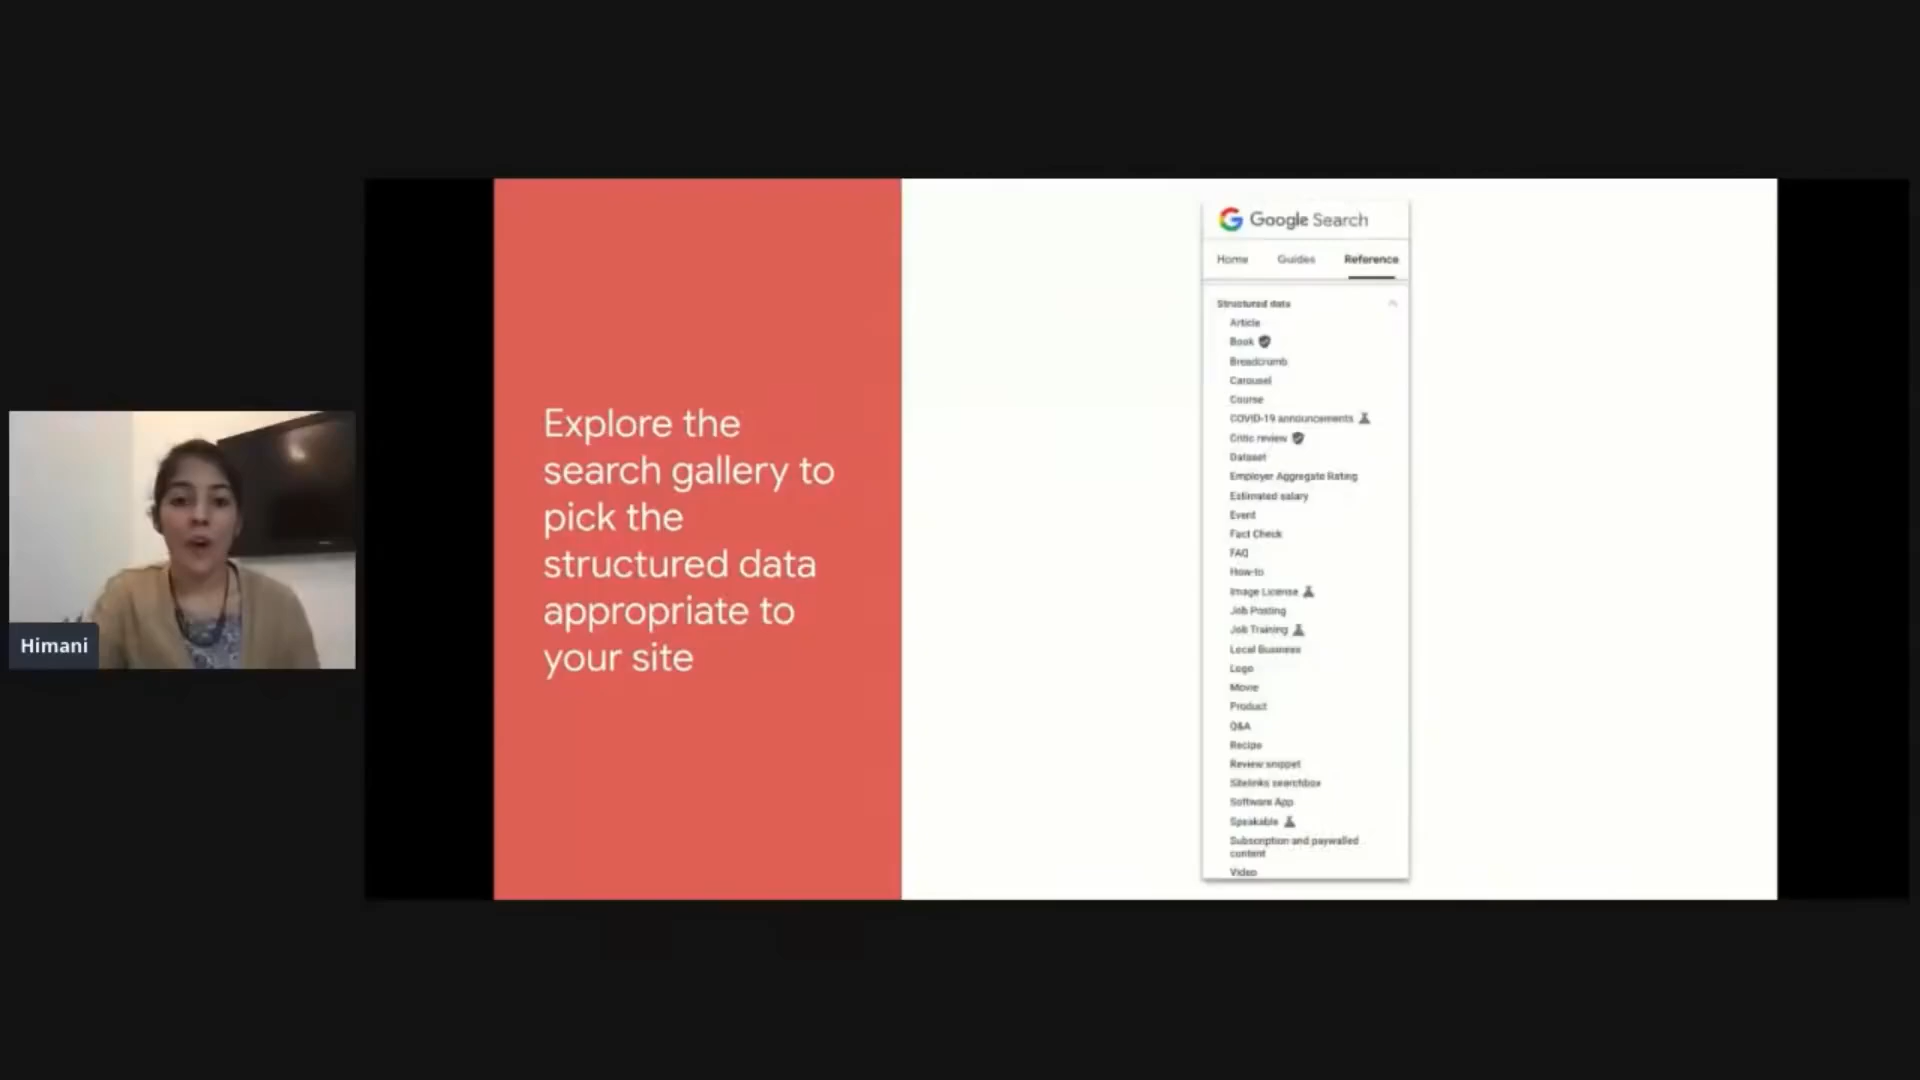 Himani
Explore the
search gallery to
pick the
structured data
appropriate to
your site
Google Search
Home Guides Reference
Structured data
Article
Book
Breadcrumb
Carousel
Course
COVID-19 announcements
Critic review
Dataset
Employer Aggregate Rating
Estimated salary
Event
Fact Check
FAQ
How-to
Image License
Job Posting
Job Training
Local Business
Logo
Movie
Product
Q&A
Recipe
Review snippet
Sitelinks searchbox
Software App
Speakable
Subscription and paywalled
content
Video